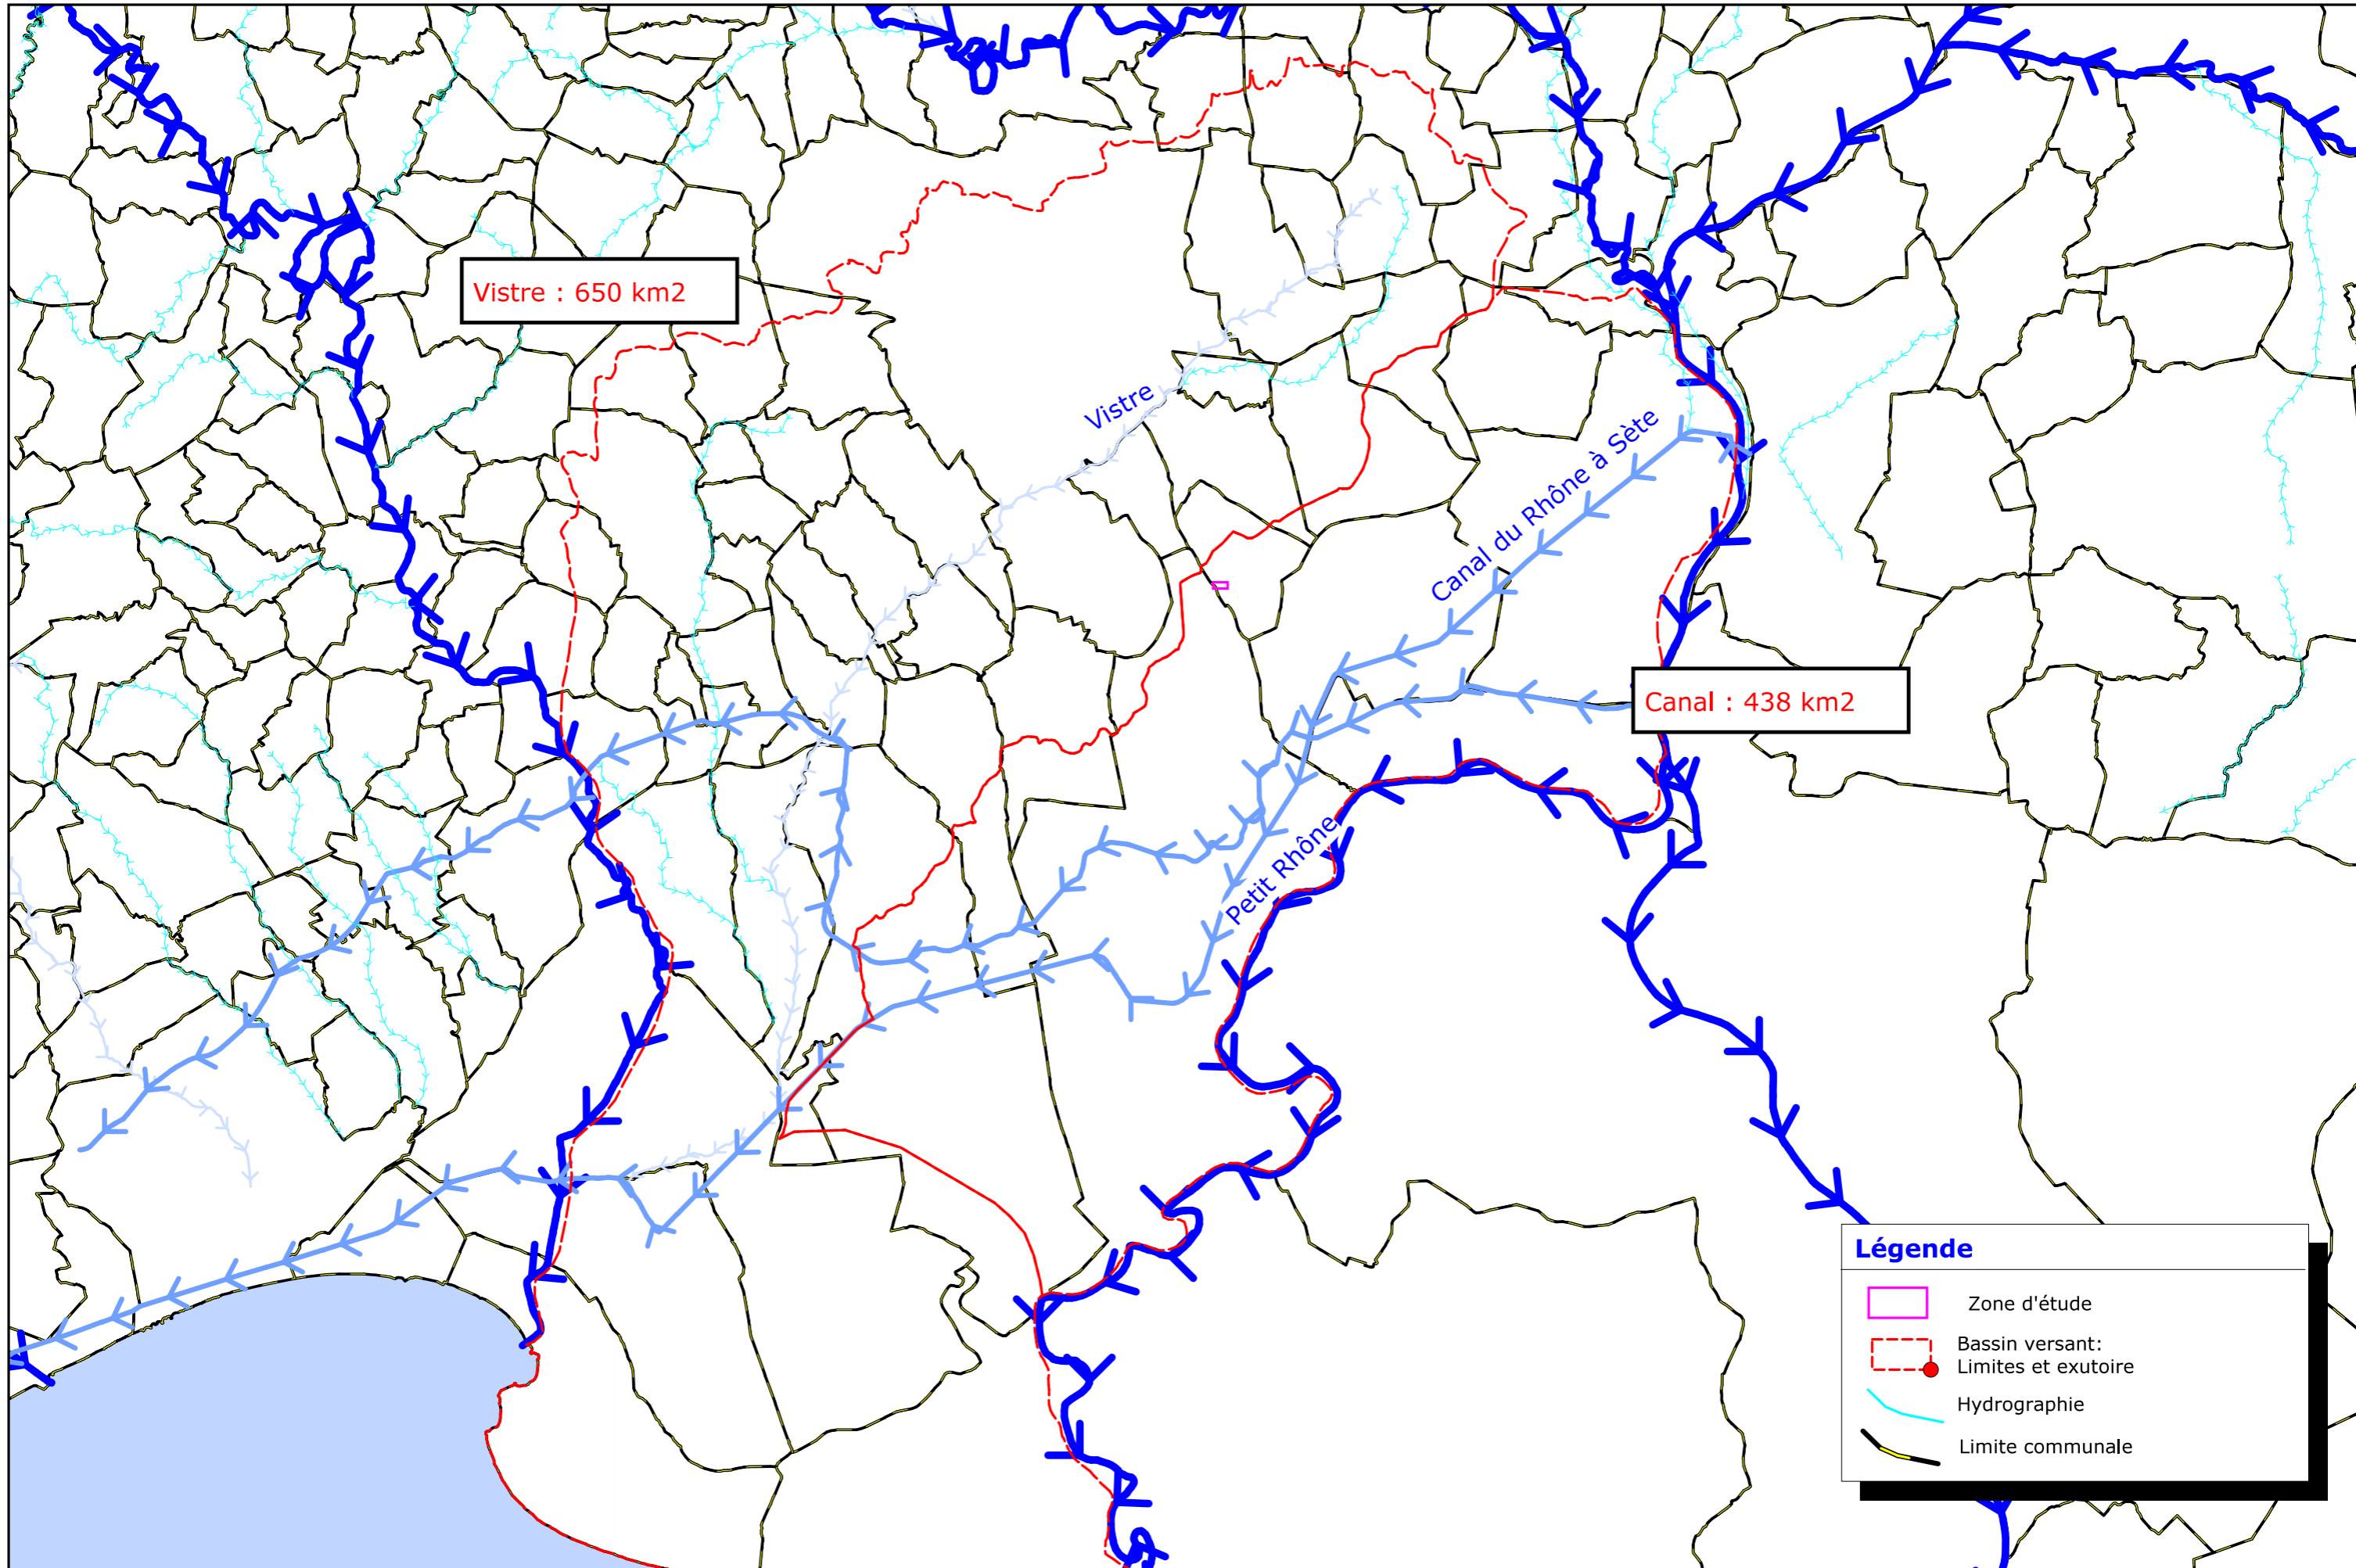 Vistre : 650 km2
Vistre
Canal du Rhône à Sète
Canal : 438 km2
Petit Rhône
Légende
Zone d'étude
Bassin versant:
Limites et exutoire
Hydrographie
Limite communale